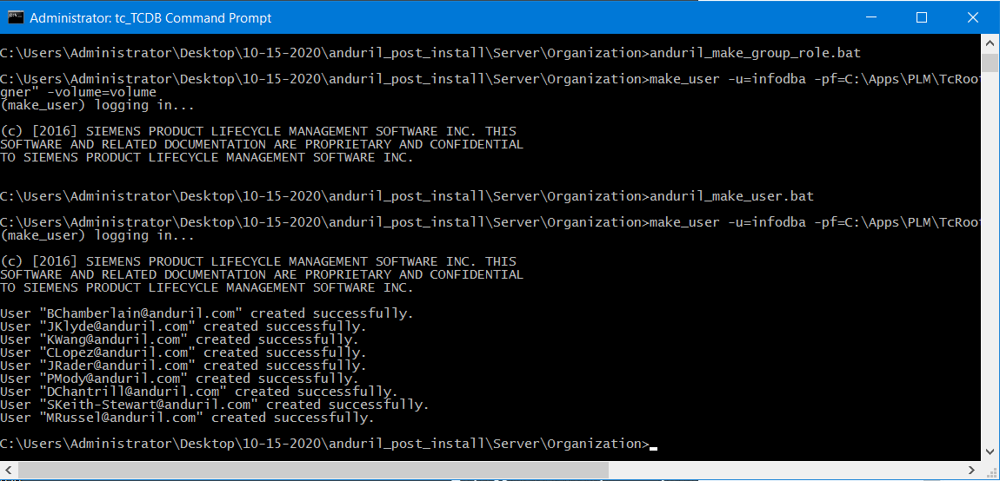 Administrator: tc_TCDB Command Prompt
C:\Users\Administrator\Desktop\10-15-2020\anduril_post_install\Server\Organization>anduril_make_group_role.bat
C:\Users\Administrator\Desktop\10-15-2020\anduril_post_install\Server\Organization>make_user -u=infodba -pf=C:\Apps\PLM\TcRoo
gner" -volume=volume
(make_user) logging in...
(c) [2016] SIEMENS PRODUCT LIFECYCLE MANAGEMENT SOFTWARE INC. THIS
SOFTWARE AND RELATED DOCUMENTATION ARE PROPRIETARY AND CONFIDENTIAL
TO SIEMENS PRODUCT LIFECYCLE MANAGEMENT SOFTWARE INC.
C:\Users\Administrator\Desktop\10-15-2020\anduril_post_install\Server\Organization>anduril_make_user.bat
C:\Users\Administrator\Desktop\10-15-2020\anduril_post_install\Server\Organization>make_user -u=infodba -pf=C:\Apps\PLM\TcRoo
(make_user) logging in...
(c) [2016] SIEMENS PRODUCT LIFECYCLE MANAGEMENT SOFTWARE INC. THIS
SOFTWARE AND RELATED DOCUMENTATION ARE PROPRIETARY AND CONFIDENTIAL
TO SIEMENS PRODUCT LIFECYCLE MANAGEMENT SOFTWARE INC.
User "BChamberlain@anduril.com" created successfully.
User "JKlyde@anduril.com" created successfully.
User "KWang@anduril.com" created successfully.
User "CLopez@anduril.com" created successfully.
User "JRader@anduril.com" created successfully.
User "PMody@anduril.com" created successfully.
User "DChantrill@anduril.com" created successfully.
User "SKeith-Stewart@anduril.com" created successfully.
User "MRussel@anduril.com" created successfully.
C:\Users\Administrator\Desktop\10-15-2020\anduril_post_install\Server\Organization>